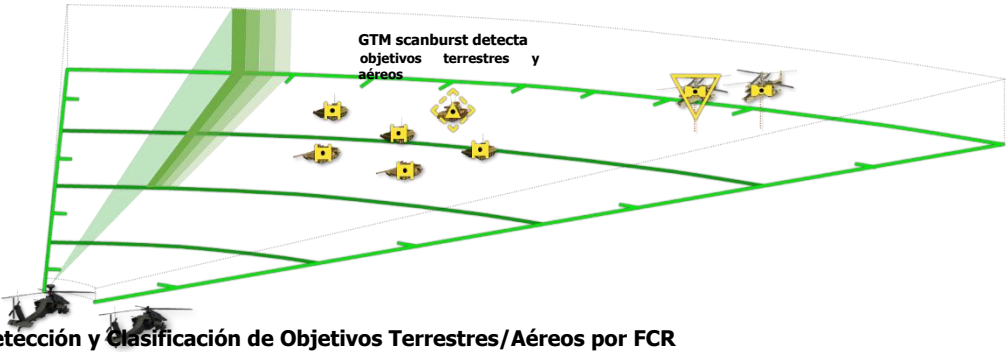 GTM scanburst detecta
objetivos terrestres y
aéreos
etección y Clasificación de Objetivos Terrestres/Aéreos por FCR